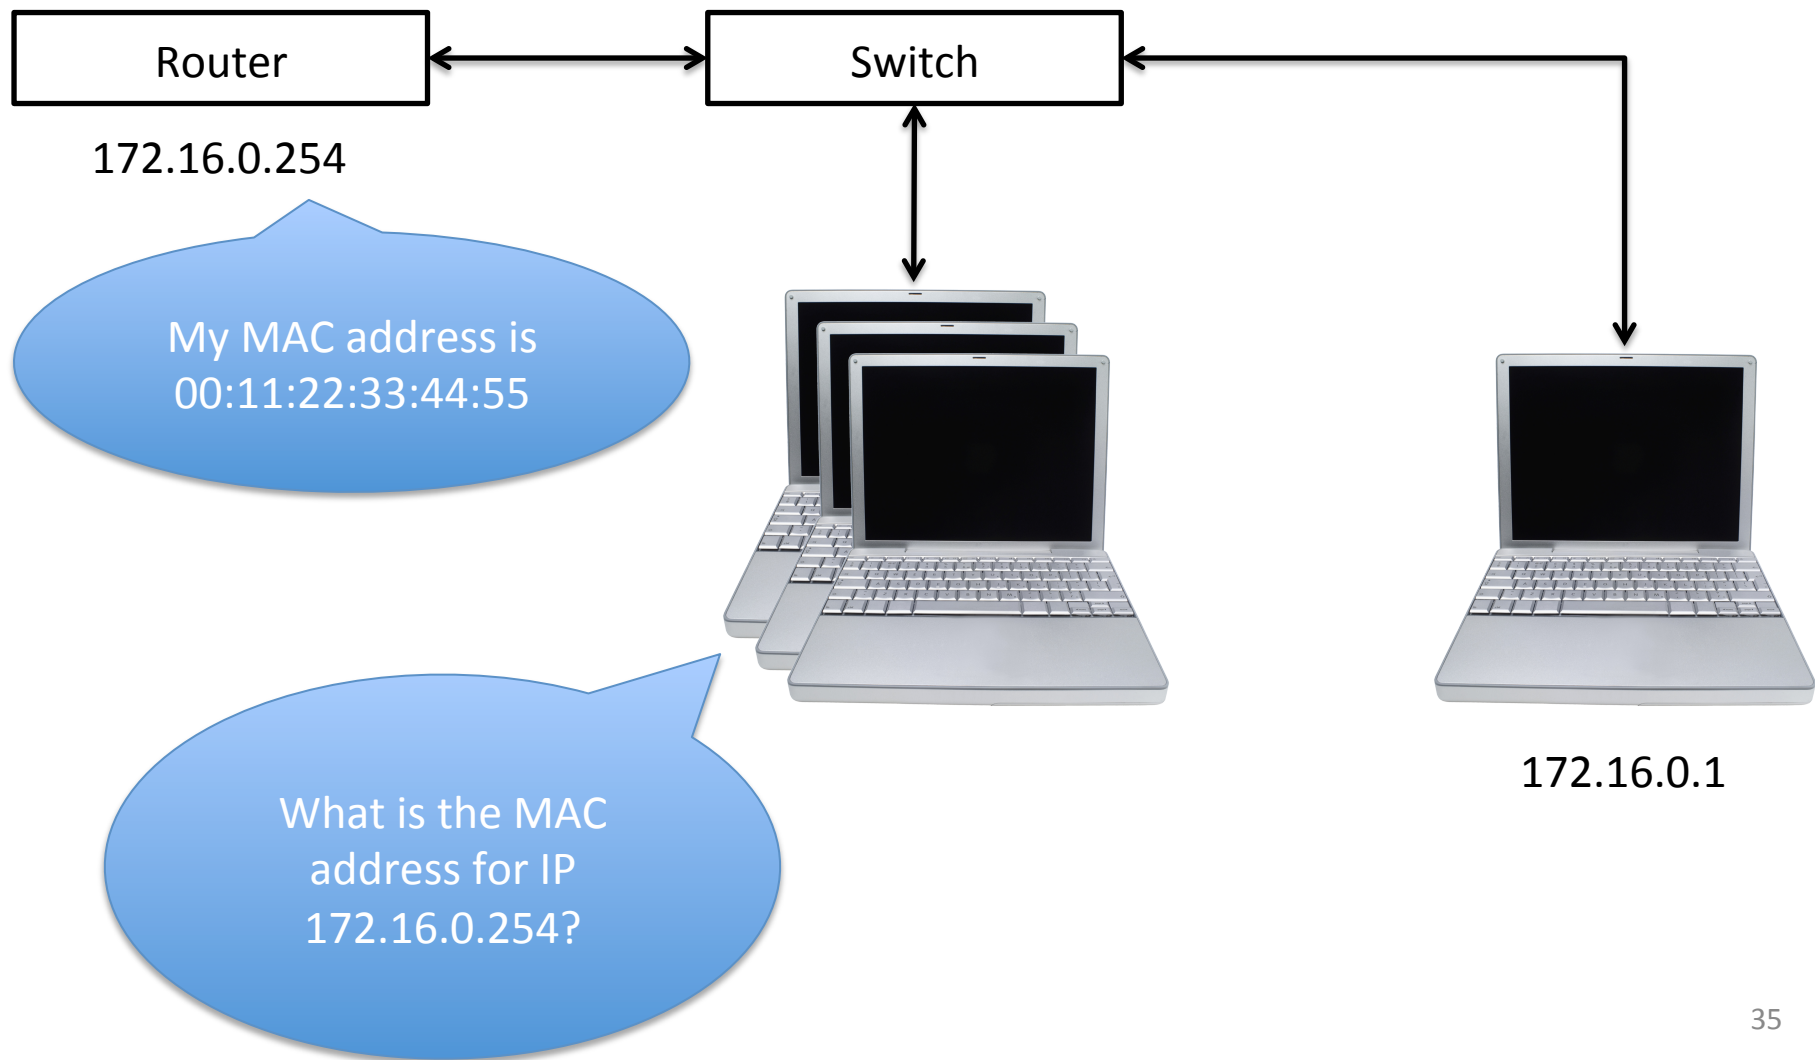 Router
Switch
172.16.0.254
My MAC address is
00:11:22:33:44:55
172.16.0.1
What is the MAC
address for IP
172.16.0.254?
35